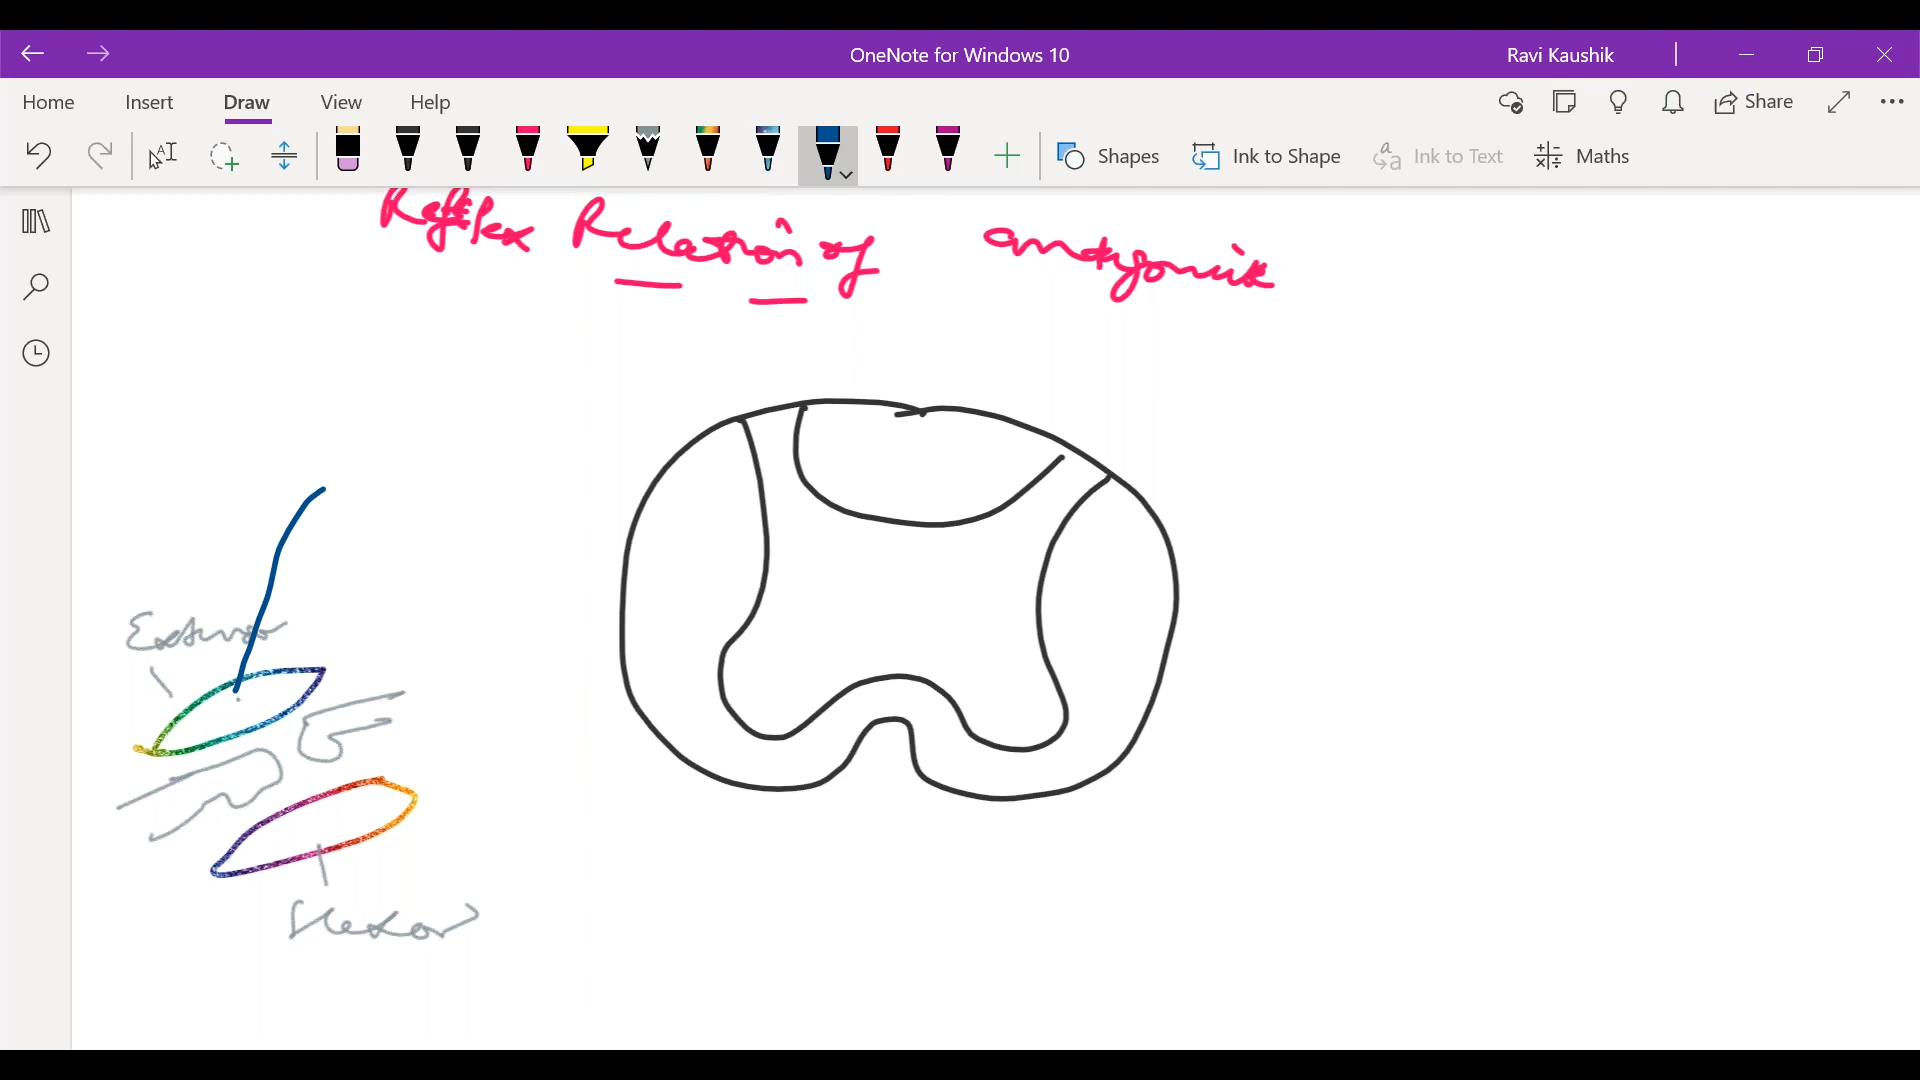 OneNote for Windows 10
Ravi Kaushik
Home Insert Draw View Help
Share
Shapes Ink to Shape Ink to Text Maths
Reflex Relation of antagonist
Extensor
Flexor